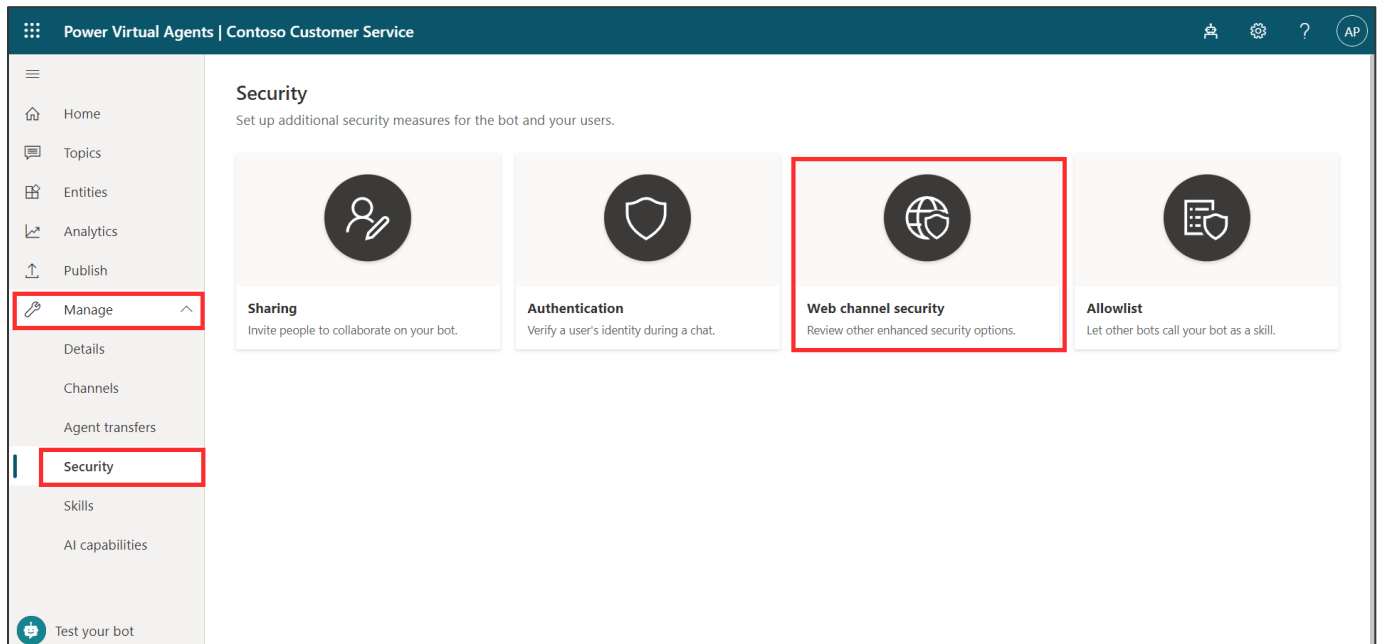 Power Virtual Agents | Contoso Customer Service
?
AP
Home
Topics
Entities
Analytics
Publish
Manage
Details
Channels
Agent transfers
Security
Skills
AI capabilities
Test your bot
Security
Set up additional security measures for the bot and your users.
Sharing
Invite people to collaborate on your bot.
Authentication
Verify a user's identity during a chat.
Web channel security
Review other enhanced security options.
Allowlist
Let other bots call your bot as a skill.